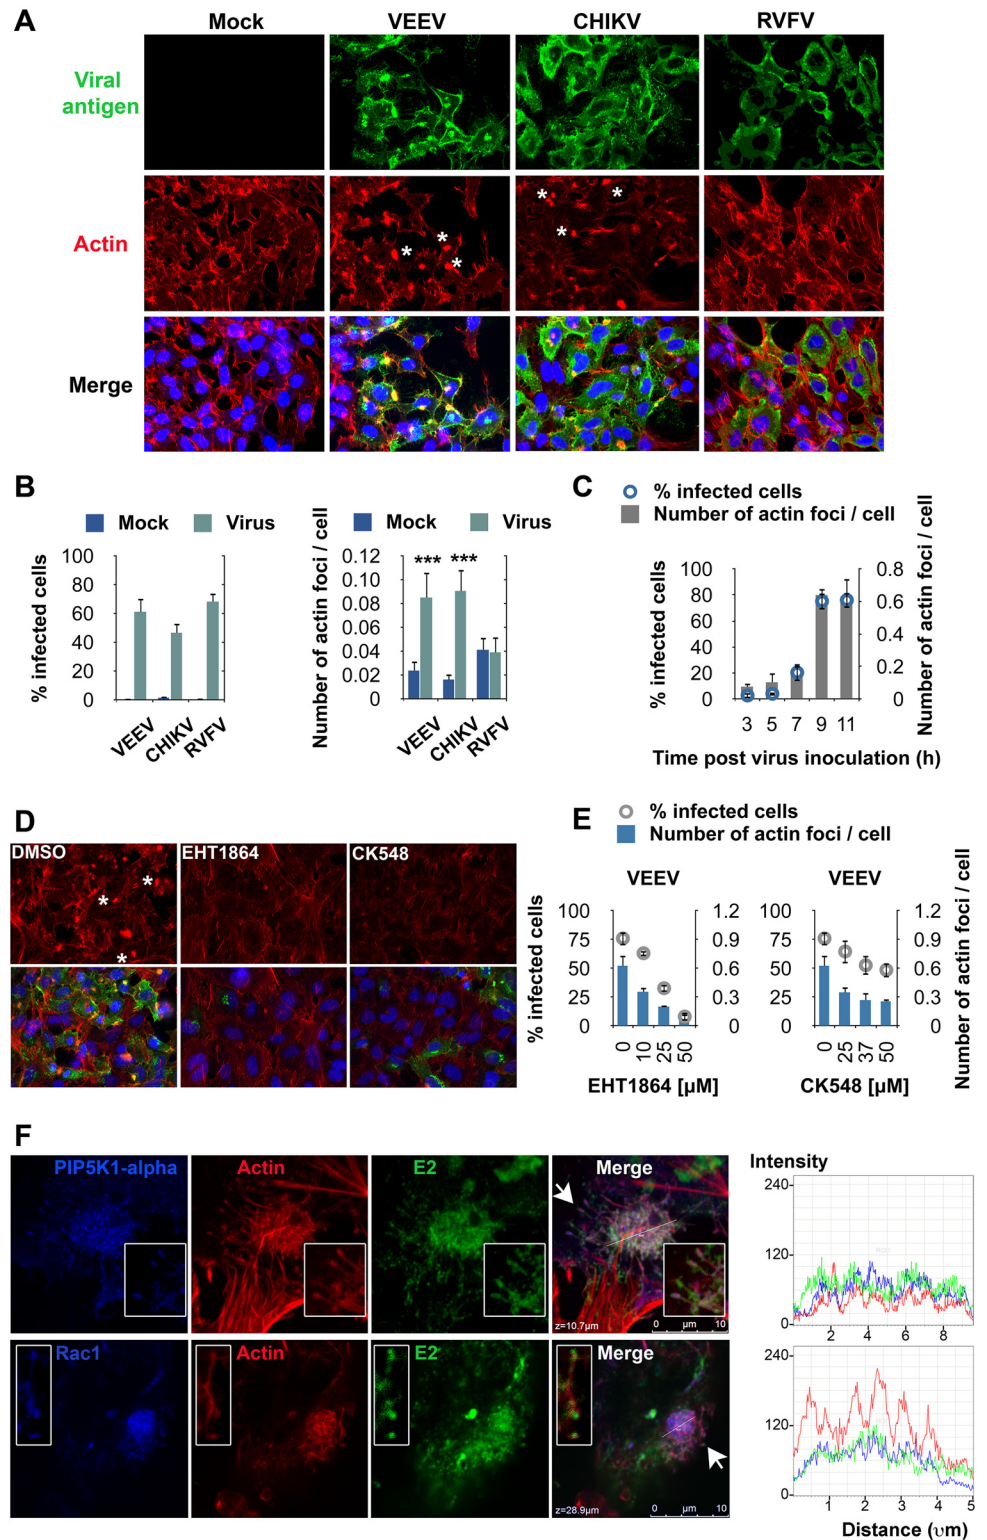 A
Mock VEEV CHIKV RVFV
Viral
antigen
Actin
* * * * * *
Merge
B
Mock Virus
% infected cells
100
80
60
40
20
0
VEEV CHIKV RVFV
Mock Virus
Number of actin foci / cell
0.12
0.1
0.08
0.06
0.04
0.02
0
*** ***
VEEV CHIKV RVFV
C
% infected cells
Number of actin foci / cell
% infected cells
100
80
60
40
20
0
0.8
0.6
0.4
0.2
0
Number of actin foci / cell
3 5 7 9 11
Time post virus inoculation (h)
D
DMSO EHT1864 CK548
* * *
E
% infected cells
Number of actin foci / cell
VEEV VEEV
% infected cells
100
75
50
25
0
1.2
0.9
0.6
0.3
0
0 10 25 50
EHT1864 [µM]
100
75
50
25
0
1.2
0.9
0.6
0.3
0
0 25 37 50
CK548 [µM]
Number of actin foci / cell
F
PIP5K1-alpha Actin E2 Merge
z=10.7µm
0 µm 10
Intensity
240
120
0
2 4 6 8
Rac1 Actin E2 Merge
z=28.9µm
0 µm 10
240
120
0
1 2 3 4 5
Distance (υm)